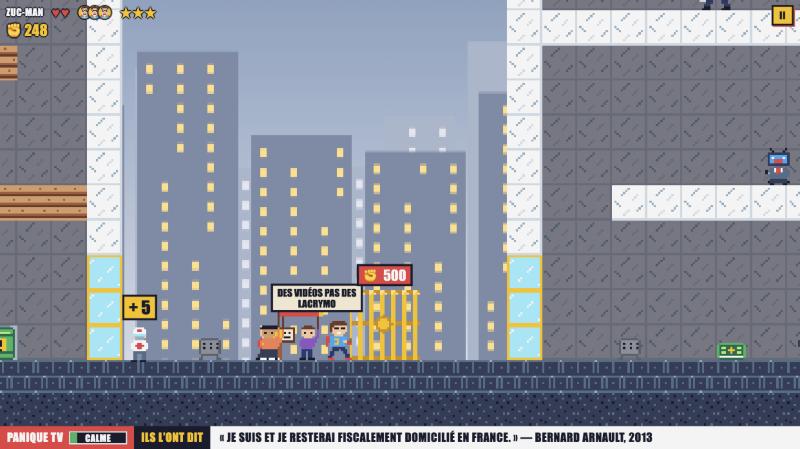 ZUC-MAN
248
+ 5
500
DES VIDÉOS PAS DES
LACRYMO
PANIQUE TV
CALME
ILS L'ONT DIT
« JE SUIS ET JE RESTERAI FISCALEMENT DOMICILIÉ EN FRANCE. » — BERNARD ARNAULT, 2013